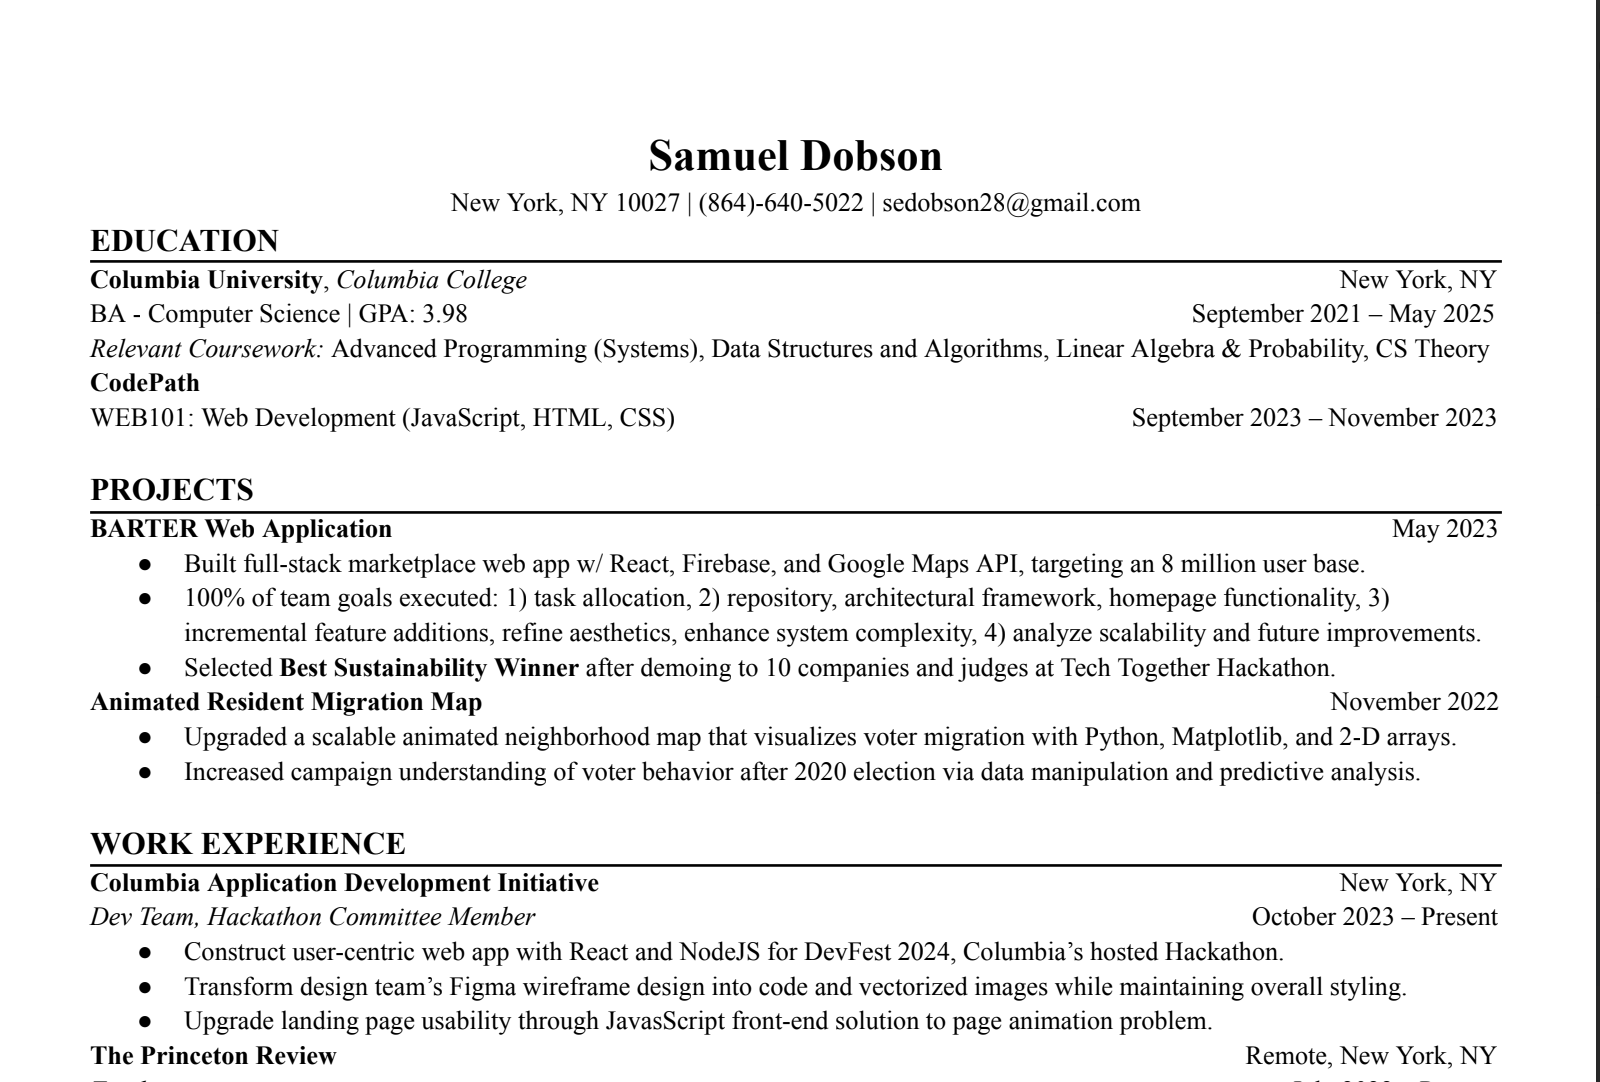 Samuel Dobson
New York, NY 10027 | (864)-640-5022 | sedobson28@gmail.com
EDUCATION
Columbia University, Columbia College New York, NY
BA - Computer Science | GPA: 3.98 September 2021 – May 2025
Relevant Coursework: Advanced Programming (Systems), Data Structures and Algorithms, Linear Algebra & Probability, CS Theory
CodePath
WEB101: Web Development (JavaScript, HTML, CSS) September 2023 – November 2023
PROJECTS
BARTER Web Application May 2023
● Built full-stack marketplace web app w/ React, Firebase, and Google Maps API, targeting an 8 million user base.
● 100% of team goals executed: 1) task allocation, 2) repository, architectural framework, homepage functionality, 3)
incremental feature additions, refine aesthetics, enhance system complexity, 4) analyze scalability and future improvements.
● Selected Best Sustainability Winner after demoing to 10 companies and judges at Tech Together Hackathon.
Animated Resident Migration Map November 2022
● Upgraded a scalable animated neighborhood map that visualizes voter migration with Python, Matplotlib, and 2-D arrays.
● Increased campaign understanding of voter behavior after 2020 election via data manipulation and predictive analysis.
WORK EXPERIENCE
Columbia Application Development Initiative New York, NY
Dev Team, Hackathon Committee Member October 2023 – Present
● Construct user-centric web app with React and NodeJS for DevFest 2024, Columbia’s hosted Hackathon.
● Transform design team’s Figma wireframe design into code and vectorized images while maintaining overall styling.
● Upgrade landing page usability through JavasScript front-end solution to page animation problem.
The Princeton Review Remote, New York, NY